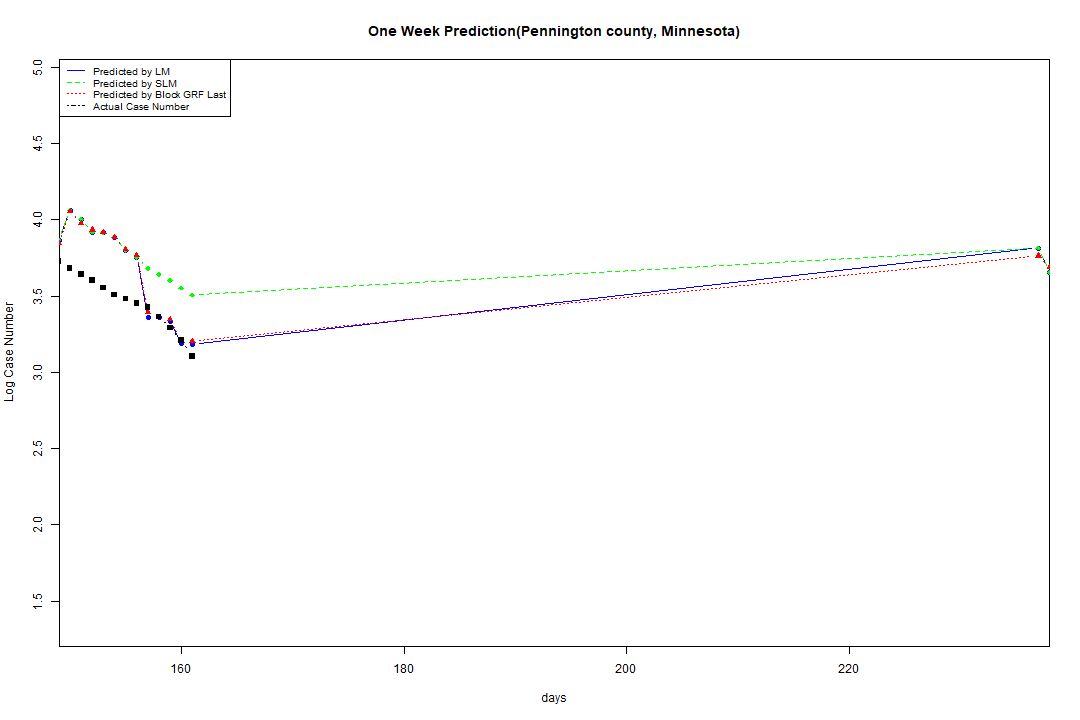 One Week Prediction(Pennington county, Minnesota)
Predicted by LM
Predicted by SLM
Predicted by Block GRF Last
Actual Case Number
5.0
4.5
4.0
3.5
3.0
2.5
2.0
1.5
Log Case Number
160
180
200
220
days